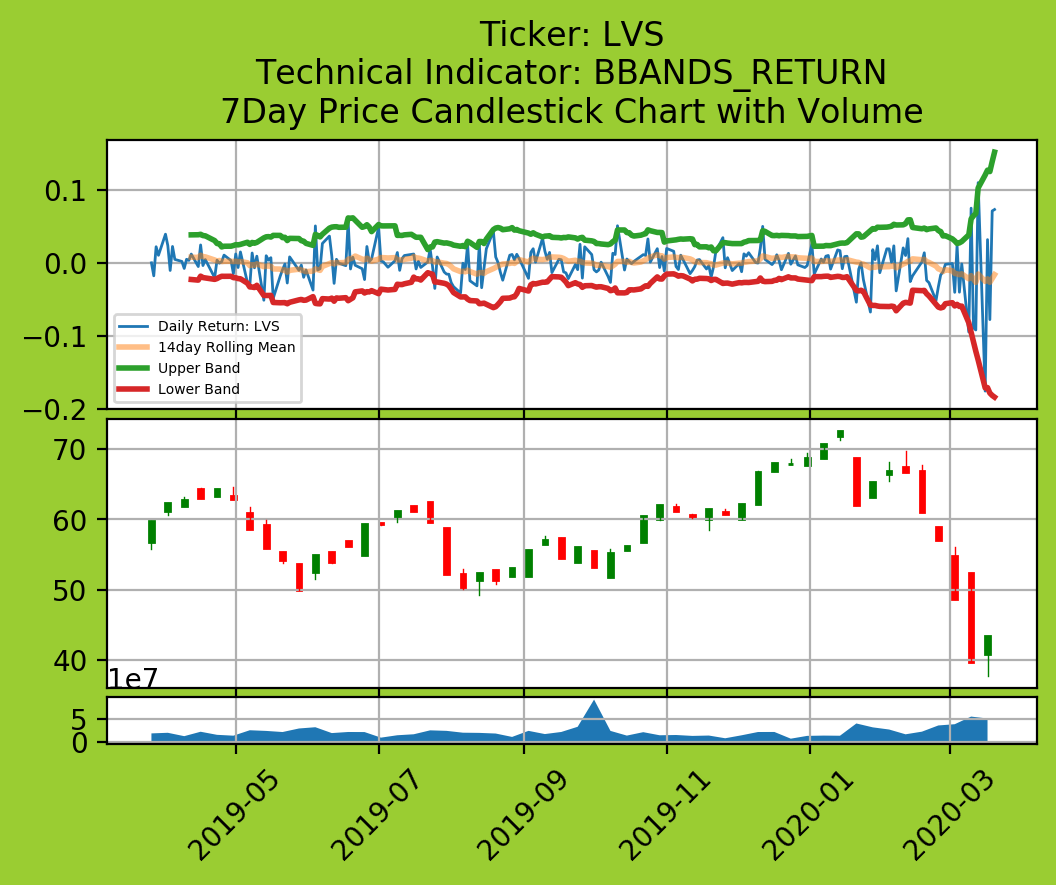 Ticker: LVS
Technical Indicator: BBANDS_RETURN
7Day Price Candlestick Chart with Volume
0.1
0.0
−0.1
−0.2
Daily Return: LVS
14day Rolling Mean
Upper Band
Lower Band
70
60
50
40
1e7
5
0
2019-05
2019-07
2019-09
2019-11
2020-01
2020-03